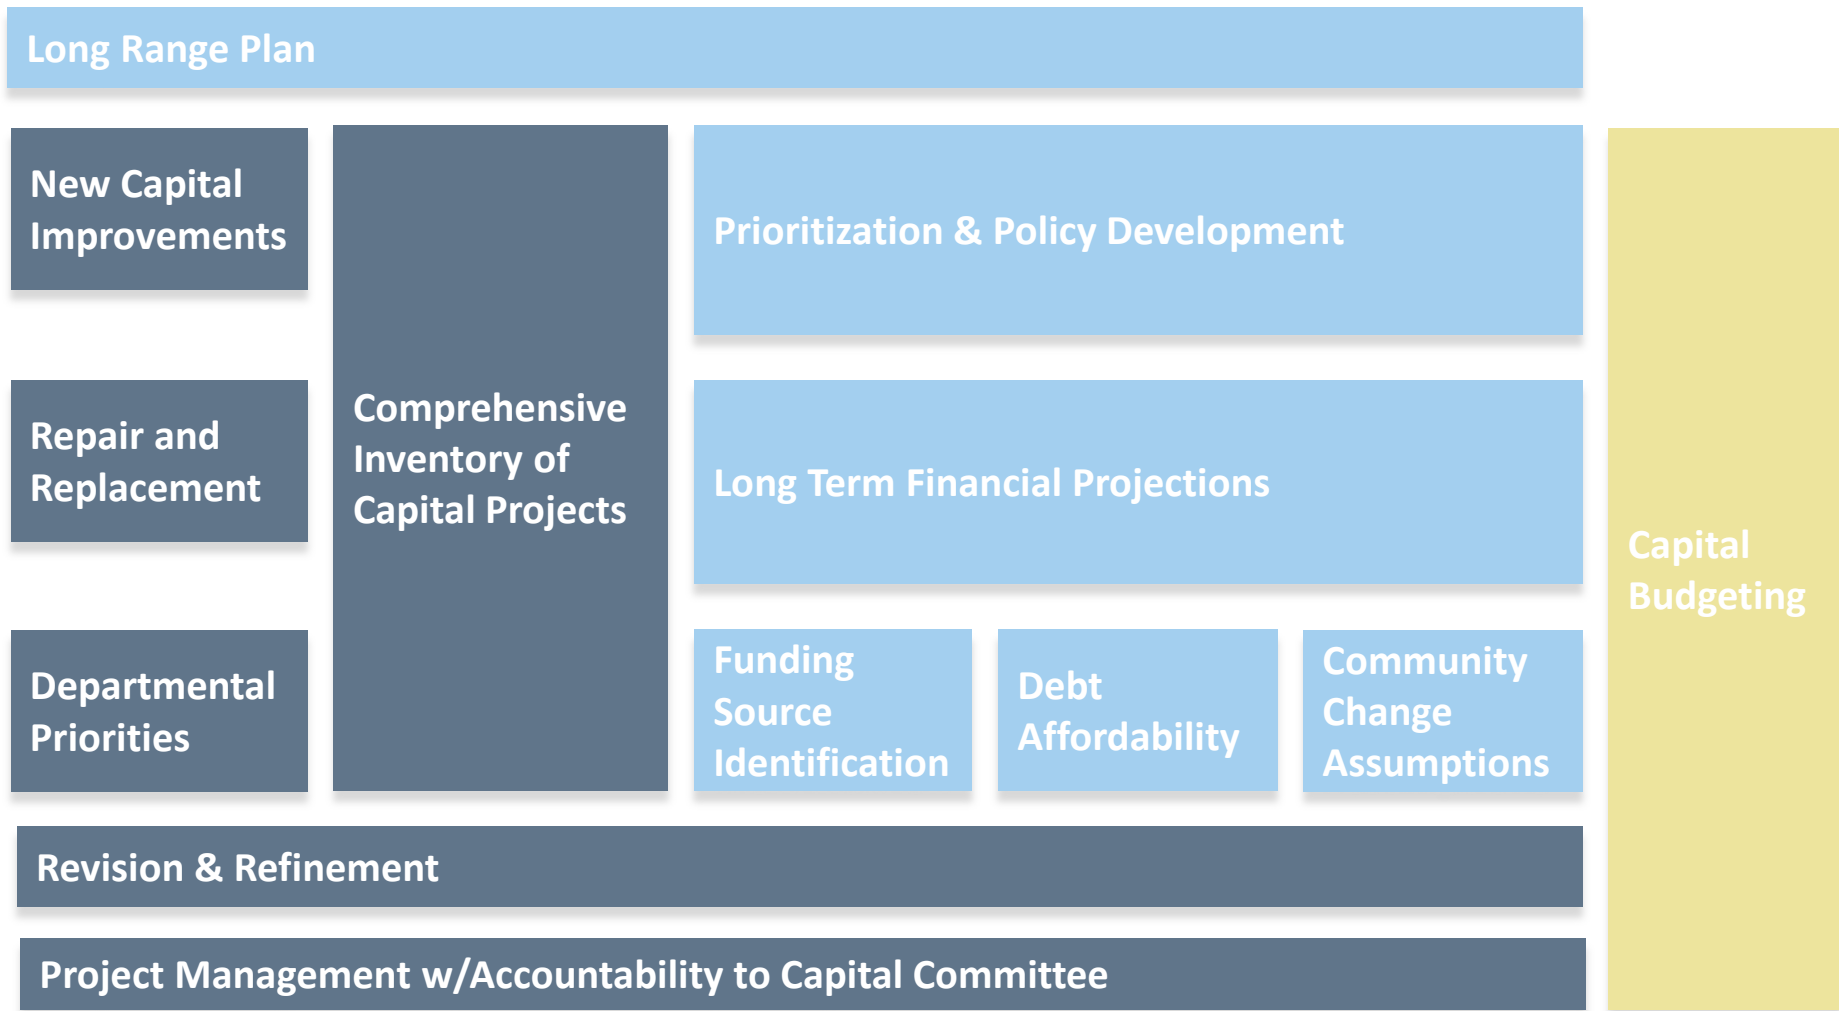 Long Range Plan
New Capital
Improvements
Repair and
Replacement
Departmental
Priorities
Comprehensive
Inventory of
Capital Projects
Prioritization & Policy Development
Long Term Financial Projections
Funding
Source
Identification
Debt
Affordability
Community
Change
Assumptions
Capital
Budgeting
Revision & Refinement
Project Management w/Accountability to Capital Committee